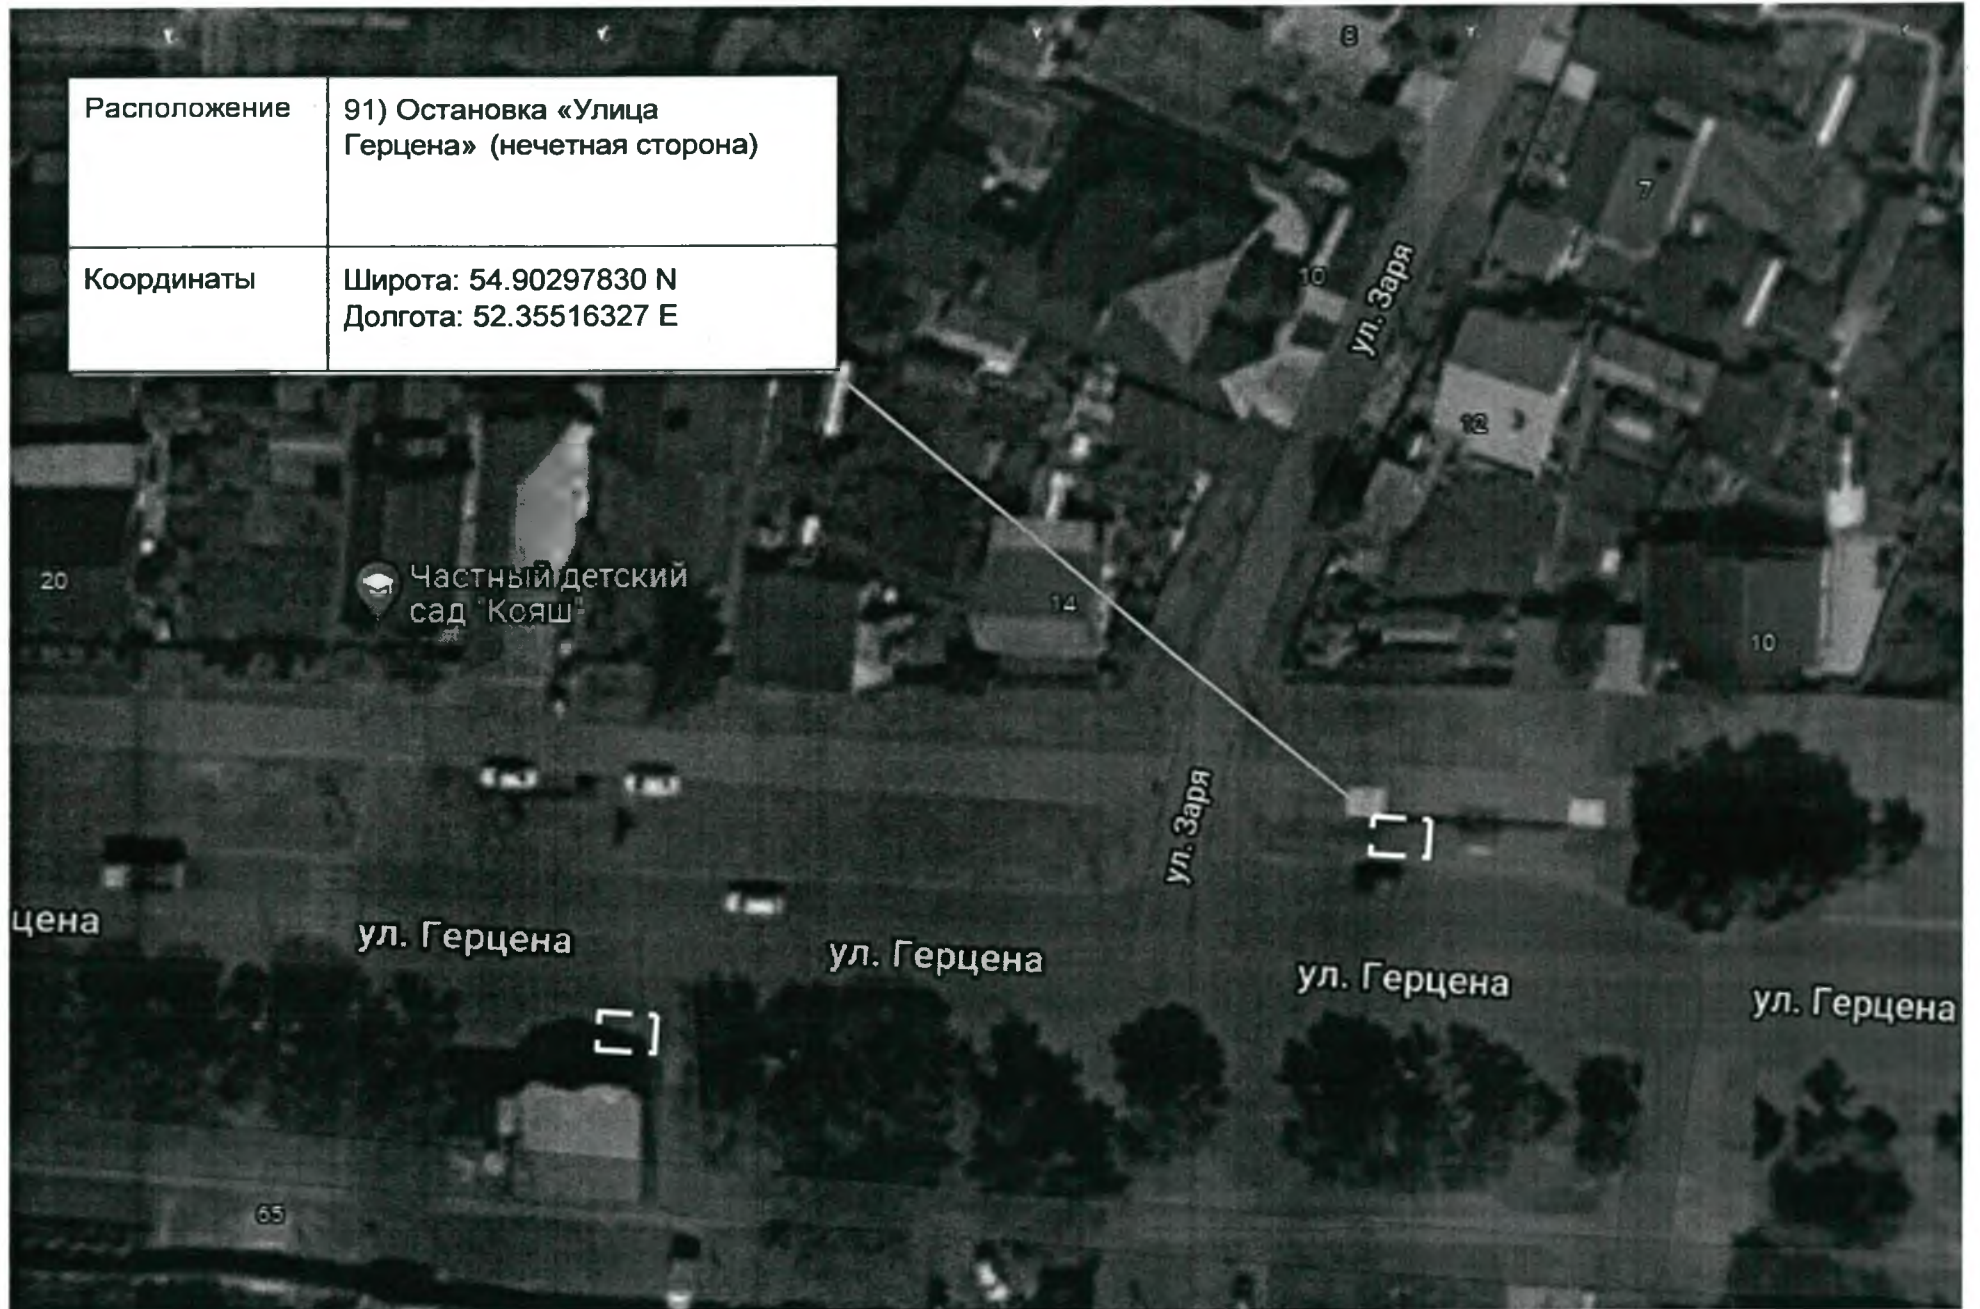 Расположение
91) Остановка «Улица
Герцена» (нечетная сторона)
Координаты
Широта: 54.90297830 N
Долгота: 52.35516327 E
8
7
10
ул. Заря
12
20
Частный детский
сад "Кояш"
14
10
ул. Заря
цена
ул. Герцена
ул. Герцена
ул. Герцена
ул. Герцена
65